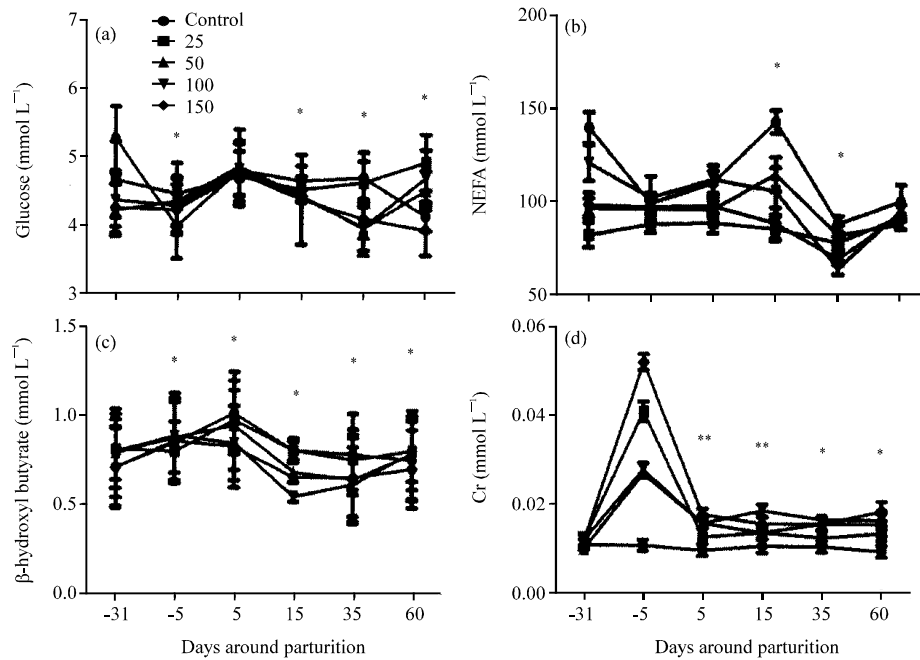 (a)
Control
25
50
100
150
7
6
5
4
3
Glucose (mmol L⁻¹)
*
*
*
*
(b)
200
150
100
50
NEFA (mmol L⁻¹)
*
*
(c)
1.5
1.0
0.5
0.0
β-hydroxyl butyrate (mmol L⁻¹)
*
*
*
*
*
-31 -5 5 15 35 60
Days around parturition
(d)
0.06
0.04
0.02
0.00
Cr (mmol L⁻¹)
**
**
*
*
-31 -5 5 15 35 60
Days around parturition